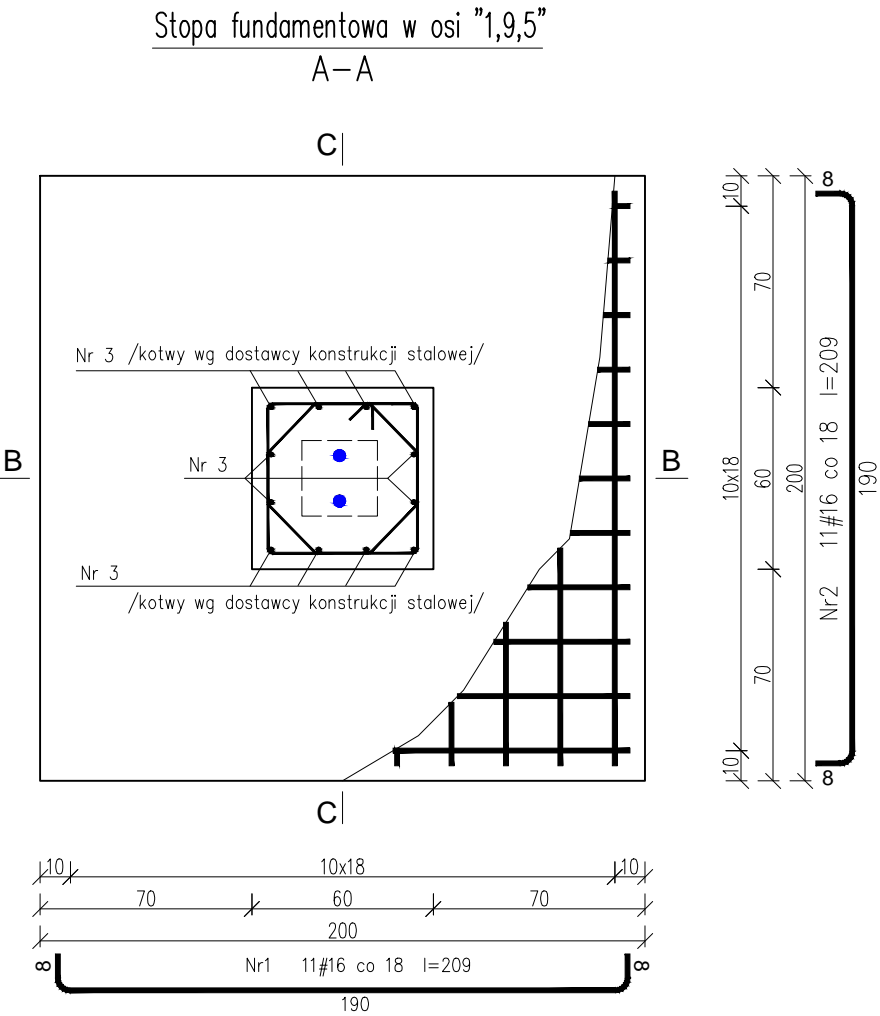 Stopa fundamentowa w osi "1,9,5"
A-A
C
8
10
70
Nr 3 /kotwy wg dostawcy konstrukcji stalowej/
B
Nr 3
B
10x18
60
200
Nr2 11#16 co 18 l=209
190
Nr 3
/kotwy wg dostawcy konstrukcji stalowej/
70
10
8
C
10 10x18 10
70 60 70
200
8 Nr1 11#16 co 18 l=209 8
190